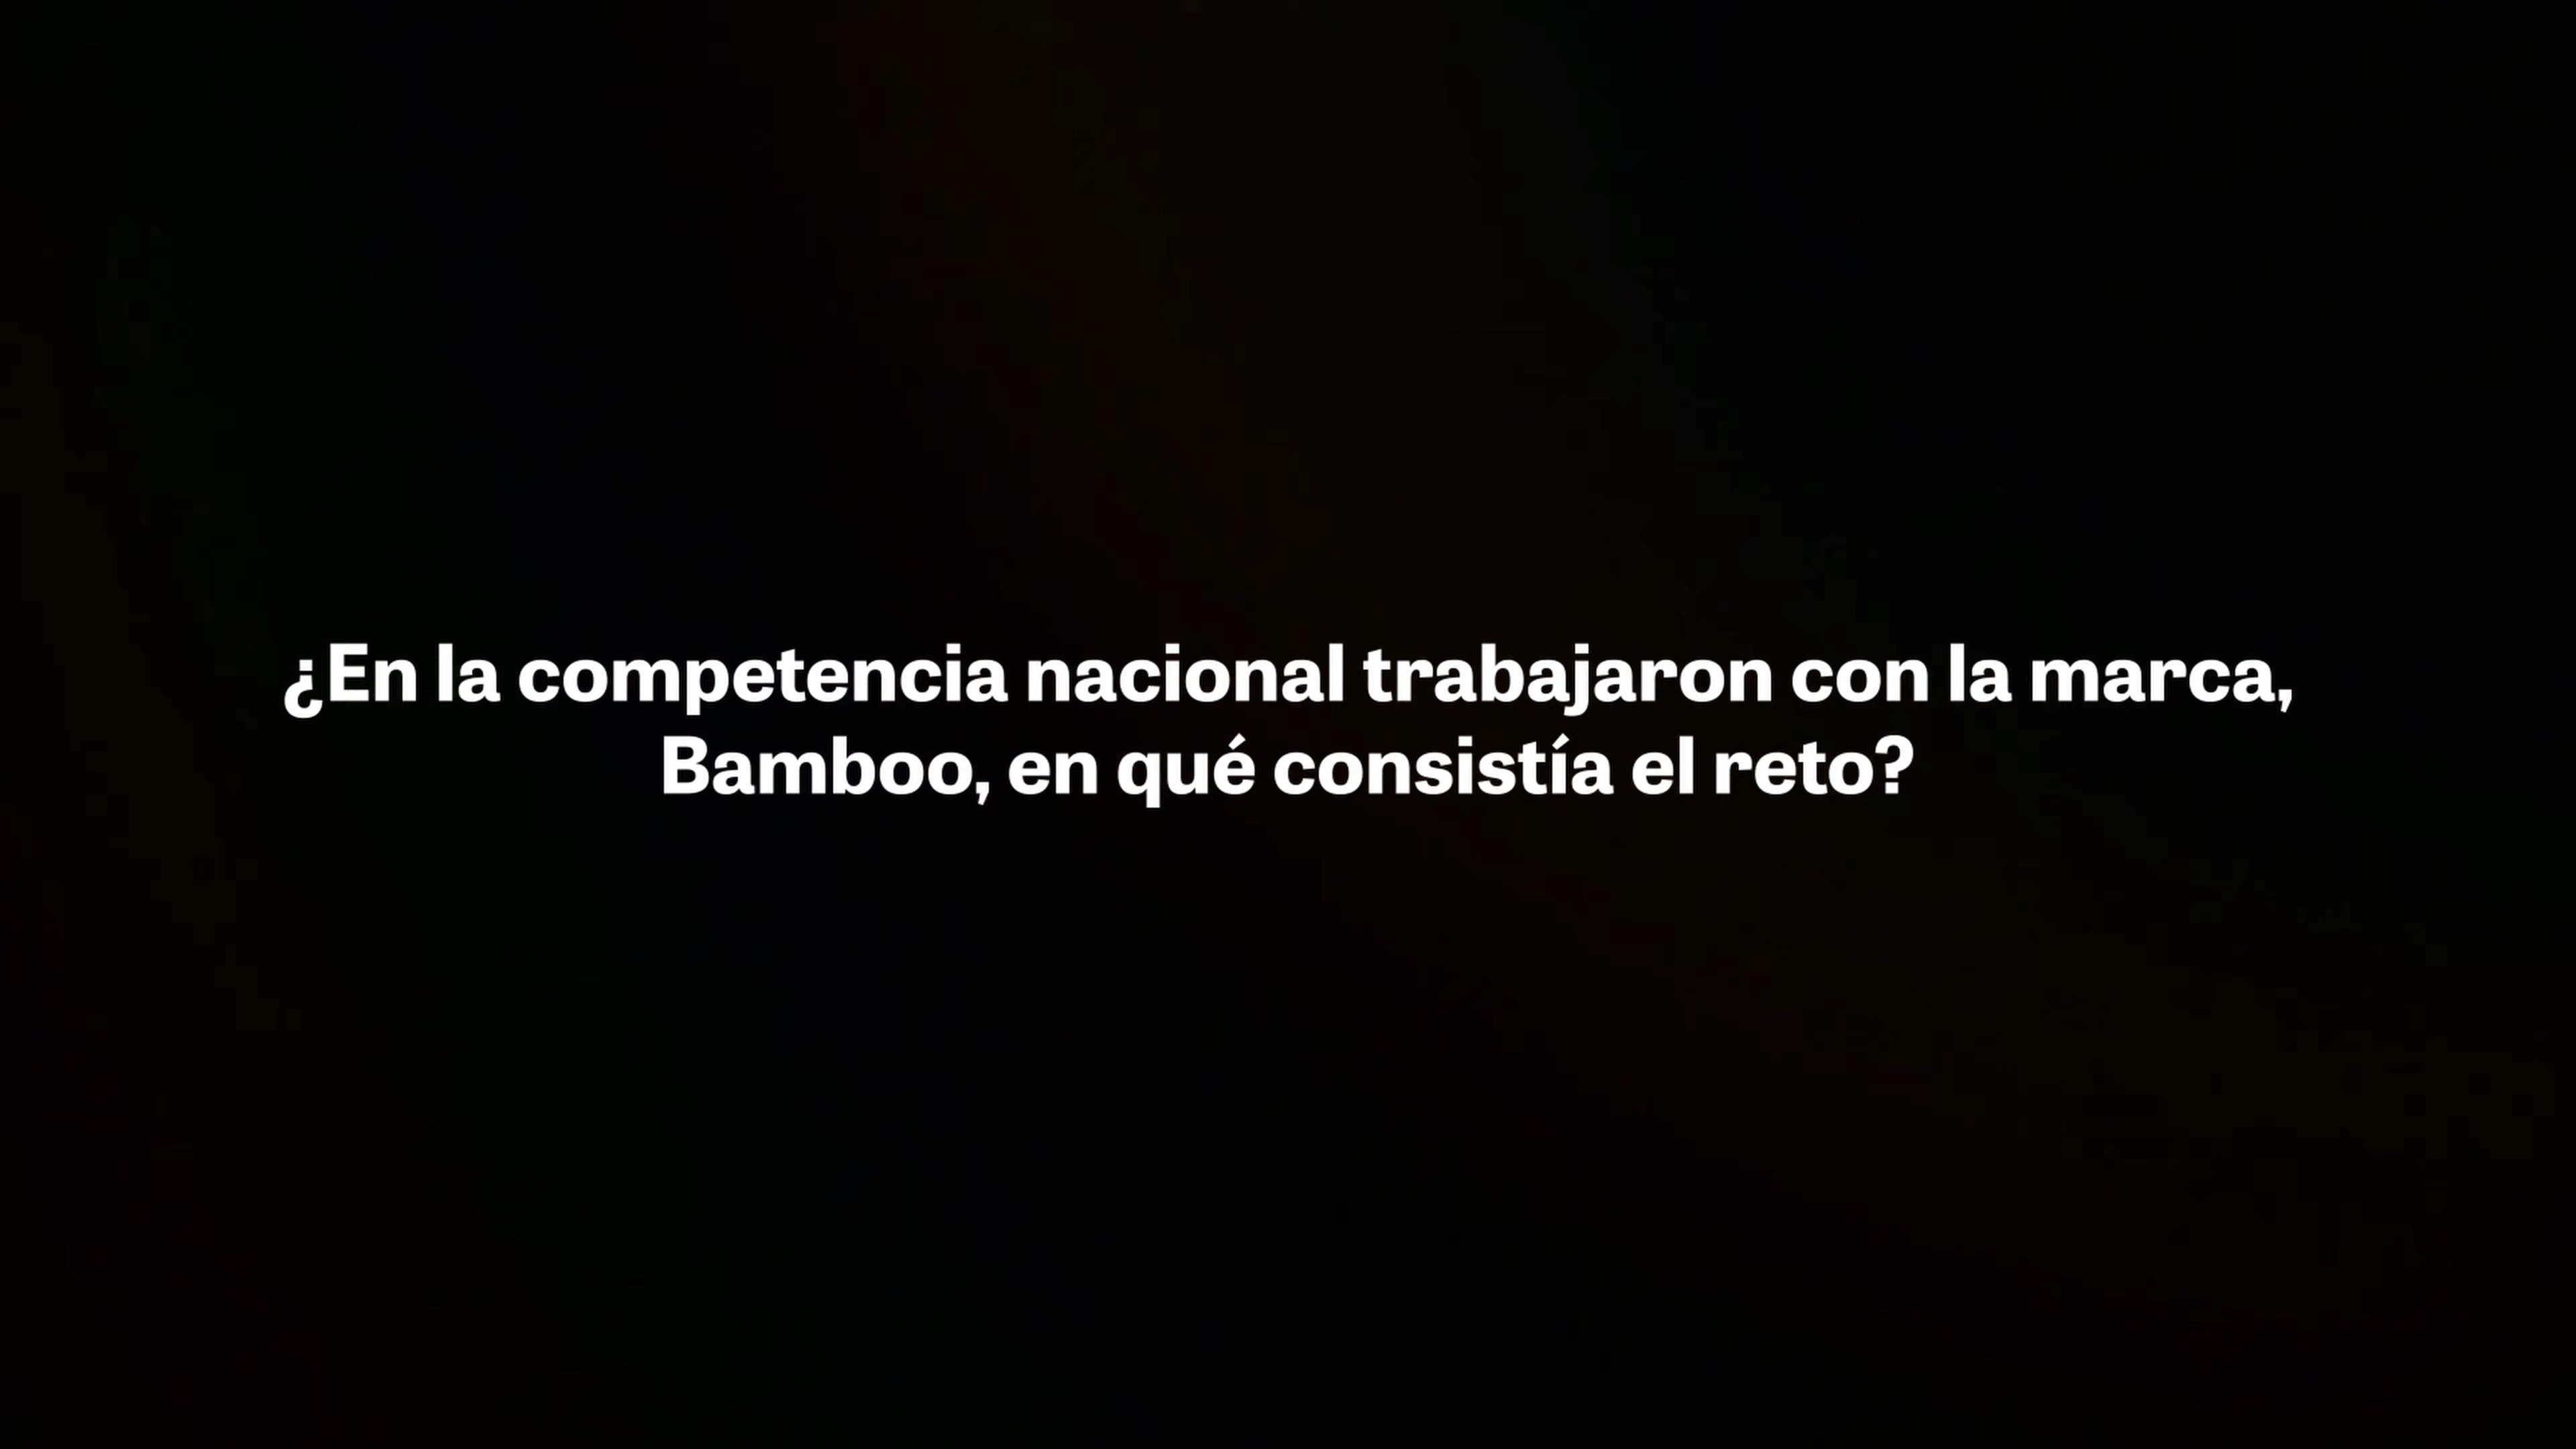 ¿En la competencia nacional trabajaron con la marca,
Bamboo, en qué consistía el reto?